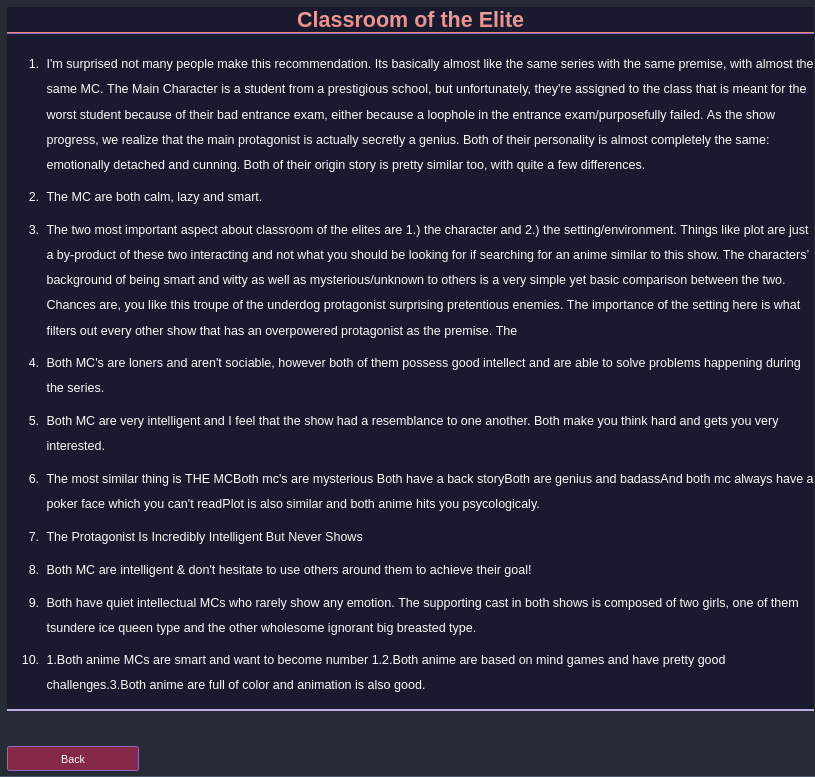 Classroom of the Elite
1. I'm surprised not many people make this recommendation. Its basically almost like the same series with the same premise, with almost the
same MC. The Main Character is a student from a prestigious school, but unfortunately, they're assigned to the class that is meant for the
worst student because of their bad entrance exam, either because a loophole in the entrance exam/purposefully failed. As the show
progress, we realize that the main protagonist is actually secretly a genius. Both of their personality is almost completely the same:
emotionally detached and cunning. Both of their origin story is pretty similar too, with quite a few differences.
2. The MC are both calm, lazy and smart.
3. The two most important aspect about classroom of the elites are 1.) the character and 2.) the setting/environment. Things like plot are just
a by-product of these two interacting and not what you should be looking for if searching for an anime similar to this show. The characters'
background of being smart and witty as well as mysterious/unknown to others is a very simple yet basic comparison between the two.
Chances are, you like this troupe of the underdog protagonist surprising pretentious enemies. The importance of the setting here is what
filters out every other show that has an overpowered protagonist as the premise. The
4. Both MC's are loners and aren't sociable, however both of them possess good intellect and are able to solve problems happening during
the series.
5. Both MC are very intelligent and I feel that the show had a resemblance to one another. Both make you think hard and gets you very
interested.
6. The most similar thing is THE MCBoth mc's are mysterious Both have a back storyBoth are genius and badassAnd both mc always have a
poker face which you can't readPlot is also similar and both anime hits you psycologicaly.
7. The Protagonist Is Incredibly Intelligent But Never Shows
8. Both MC are intelligent & don't hesitate to use others around them to achieve their goal!
9. Both have quiet intellectual MCs who rarely show any emotion. The supporting cast in both shows is composed of two girls, one of them
tsundere ice queen type and the other wholesome ignorant big breasted type.
10. 1.Both anime MCs are smart and want to become number 1.2.Both anime are based on mind games and have pretty good
challenges.3.Both anime are full of color and animation is also good.
Back